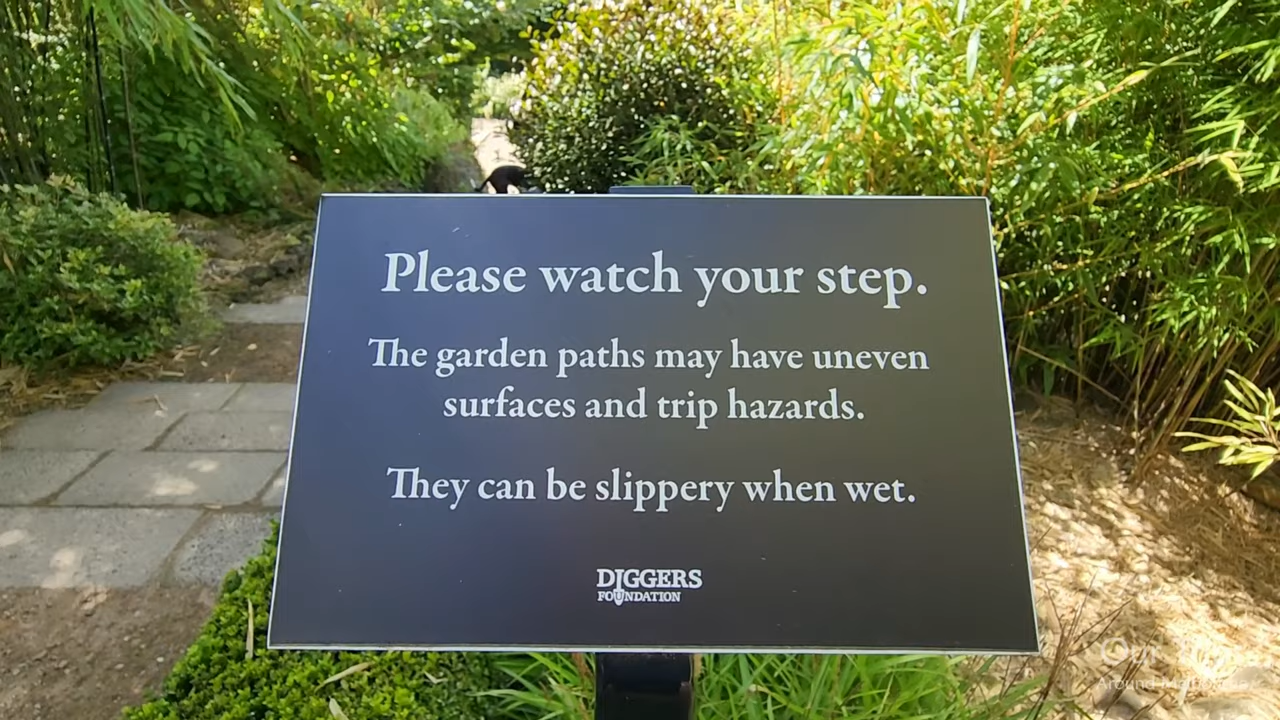 Please watch your step.
The garden paths may have uneven
surfaces and trip hazards.
They can be slippery when wet.
DIGGERS
FOUNDATION
Around